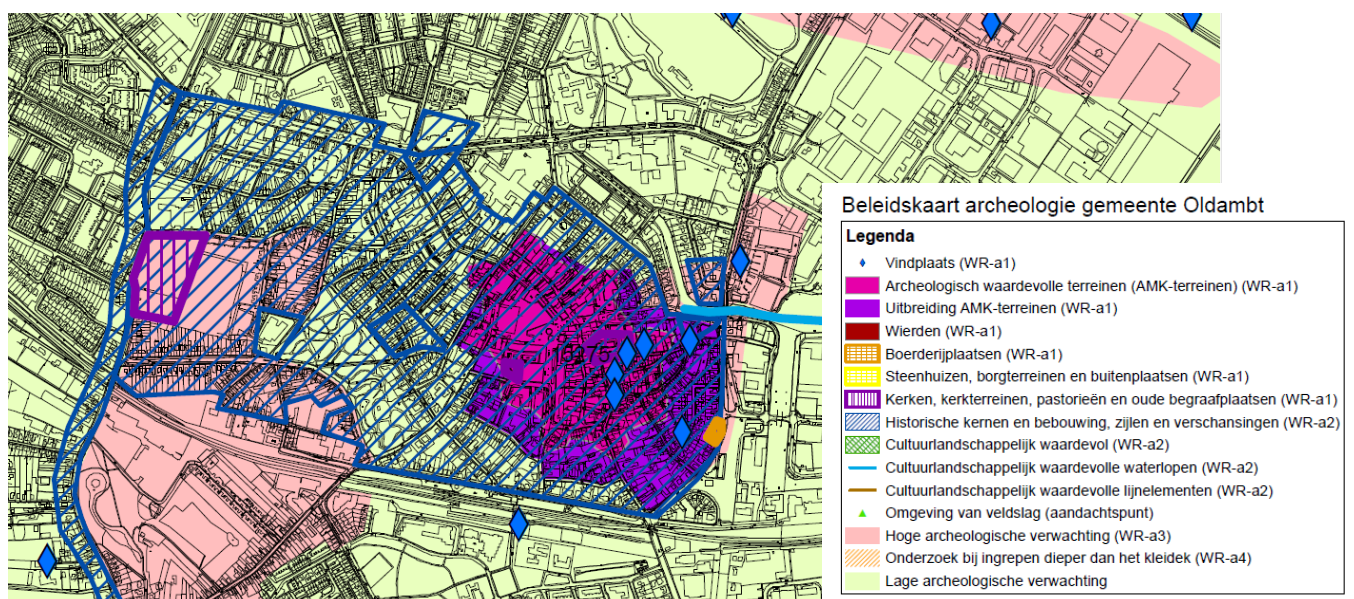 Beleidskaart archeologie gemeente Oldambt
Legenda
Vindplaats (WR-a1)
Archeologisch waardevolle terreinen (AMK-terreinen) (WR-a1)
Uitbreiding AMK-terreinen (WR-a1)
Wierden (WR-a1)
Boerderijplaatsen (WR-a1)
Steenhuizen, borgterreinen en buitenplaatsen (WR-a1)
Kerken, kerkterreinen, pastorieën en oude begraafplaatsen (WR-a1)
Historische kernen en bebouwing, zijlen en verschansingen (WR-a2)
Cultuurlandschappelijk waardevol (WR-a2)
Cultuurlandschappelijk waardevolle waterlopen (WR-a2)
Cultuurlandschappelijk waardevolle lijnelementen (WR-a2)
Omgeving van veldslag (aandachtspunt)
Hoge archeologische verwachting (WR-a3)
Onderzoek bij ingrepen dieper dan het kleidek (WR-a4)
Lage archeologische verwachting